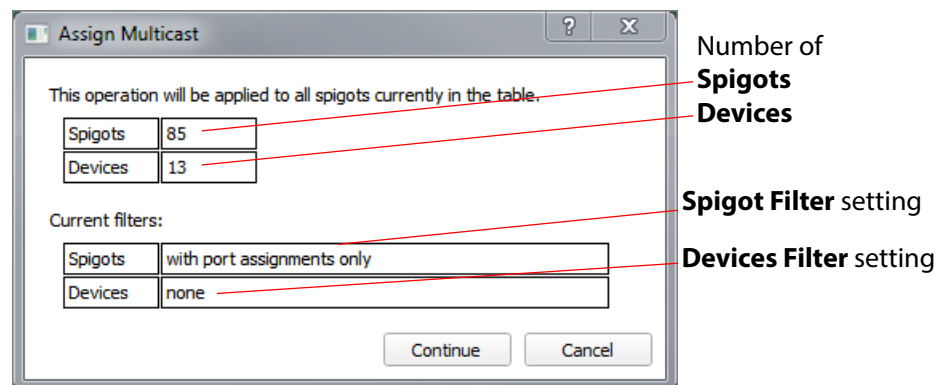 Assign Multicast
?
This operation will be applied to all spigots currently in the table.
Spigots 85
Devices 13
Current filters:
Spigots with port assignments only
Devices none
Continue Cancel
Number of
Spigots
Devices
Spigot Filter setting
Devices Filter setting